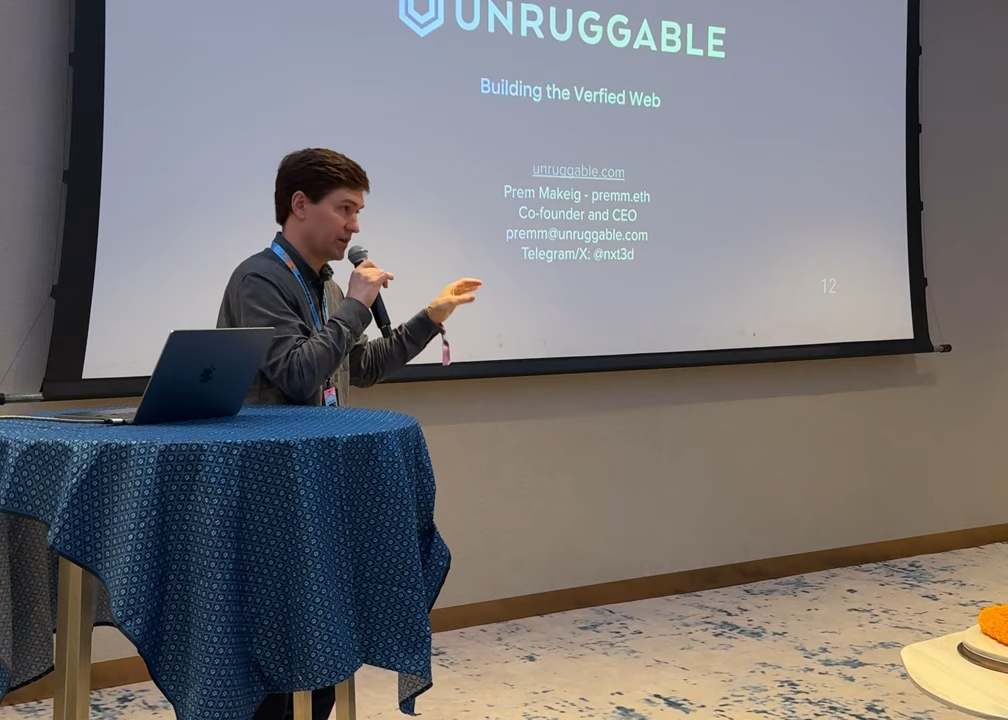 UNRUGGABLE
Building the Verfied Web
unruggable.com
Prem Makeig - premm.eth
Co-founder and CEO
premm@unruggable.com
Telegram/X: @nxt3d
12